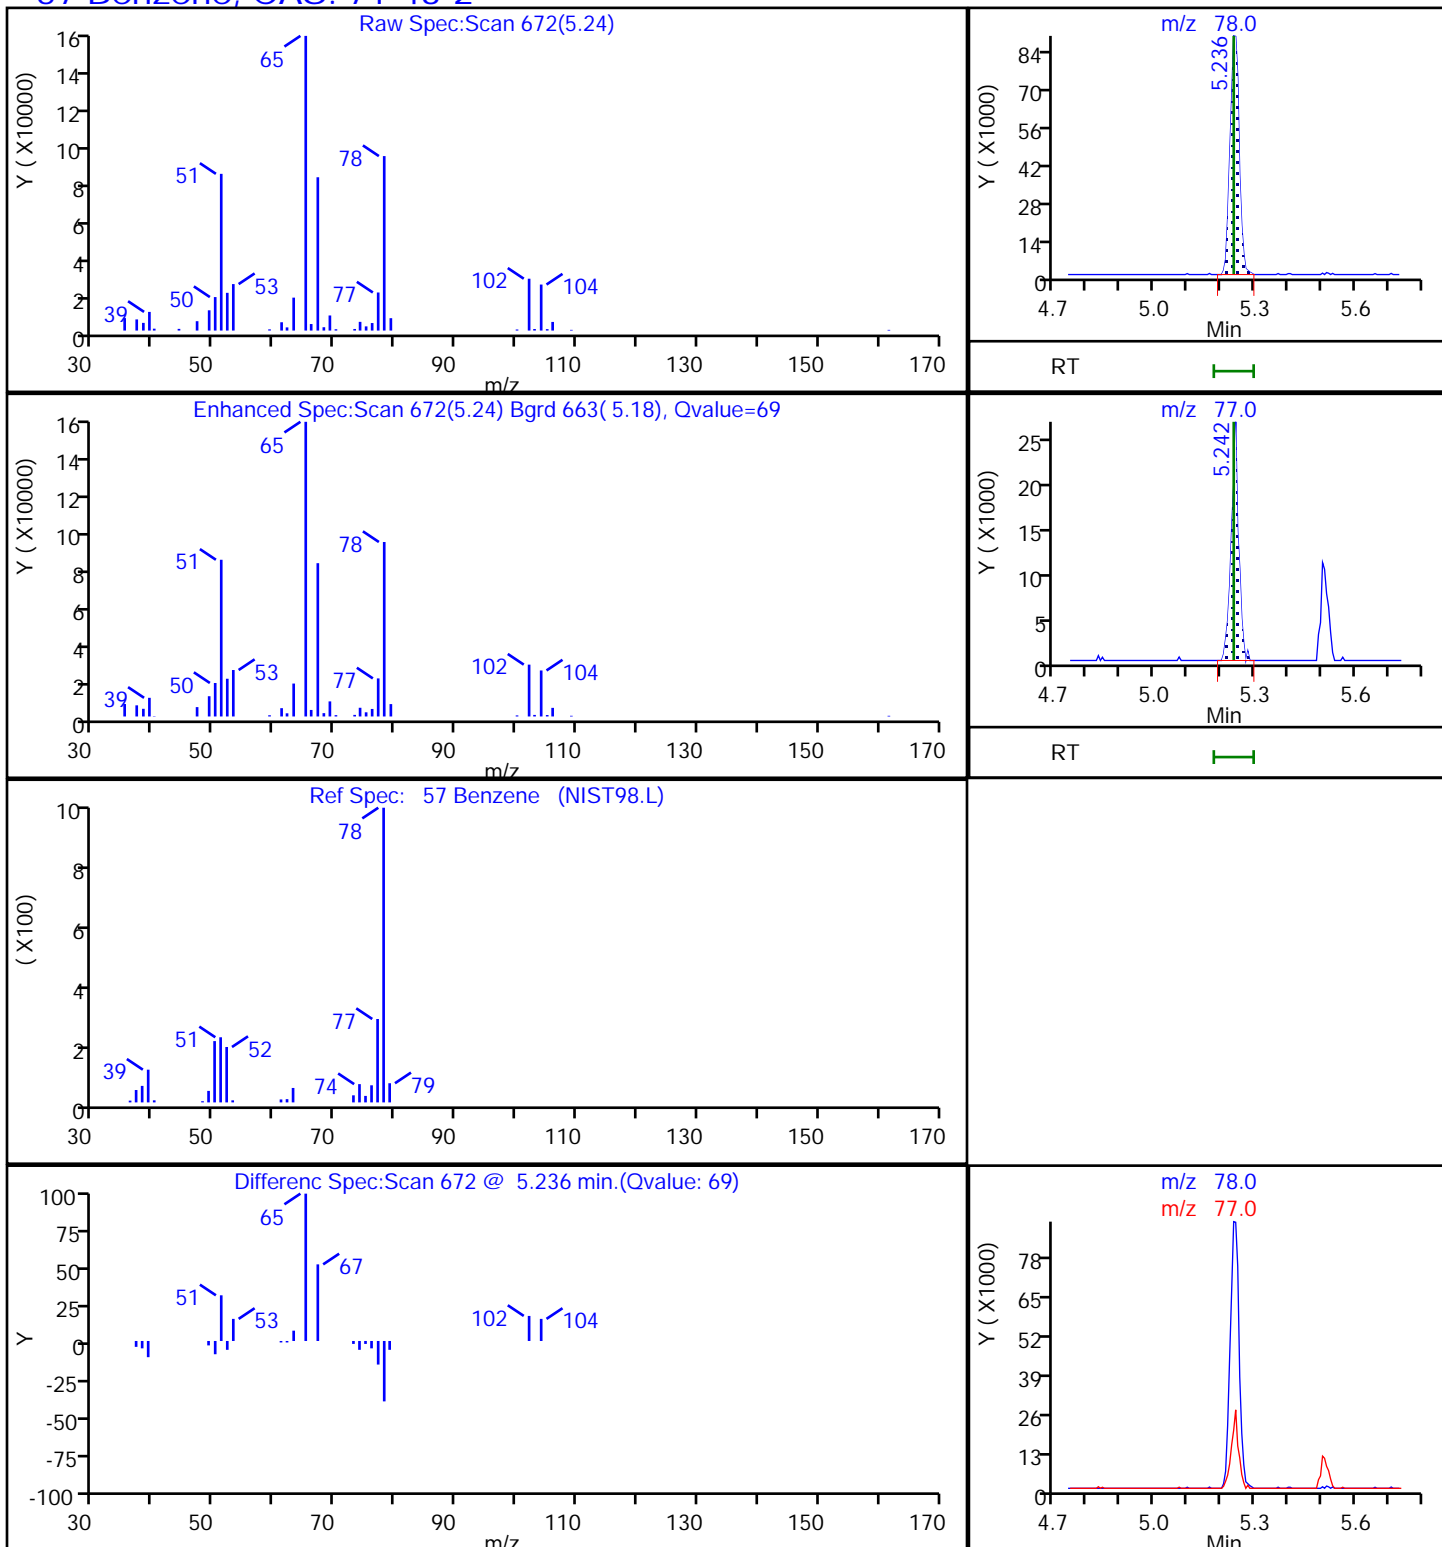 57 Benzene, CAS: 71-43-2
Raw Spec:Scan 672(5.24)
Y ( X10000)
16
14
12
10
8
6
4
2
0
65
51
78
39
50
53
77
102
104
30 50 70 90 110 130 150 170
m/z
m/z 78.0
Y ( X1000)
84
70
56
42
28
14
0
5.236
4.7 5.0 5.3 5.6
Min
RT
Enhanced Spec:Scan 672(5.24) Bgrd 663( 5.18), Qvalue=69
Y ( X10000)
16
14
12
10
8
6
4
2
0
65
51
78
39
50
53
77
102
104
30 50 70 90 110 130 150 170
m/z
m/z 77.0
Y ( X1000)
25
20
15
10
5
0
5.242
4.7 5.0 5.3 5.6
Min
RT
Ref Spec: 57 Benzene (NIST98.L)
( X100)
10
8
6
4
2
0
78
77
51
52
39
74
79
30 50 70 90 110 130 150 170
Differenc Spec:Scan 672 @ 5.236 min.(Qvalue: 69)
Y
100
75
50
25
0
-25
-50
-75
-100
65
67
51
53
102
104
30 50 70 90 110 130 150 170
m/z
m/z 78.0
m/z 77.0
Y ( X1000)
78
65
52
39
26
13
0
4.7 5.0 5.3 5.6
Min